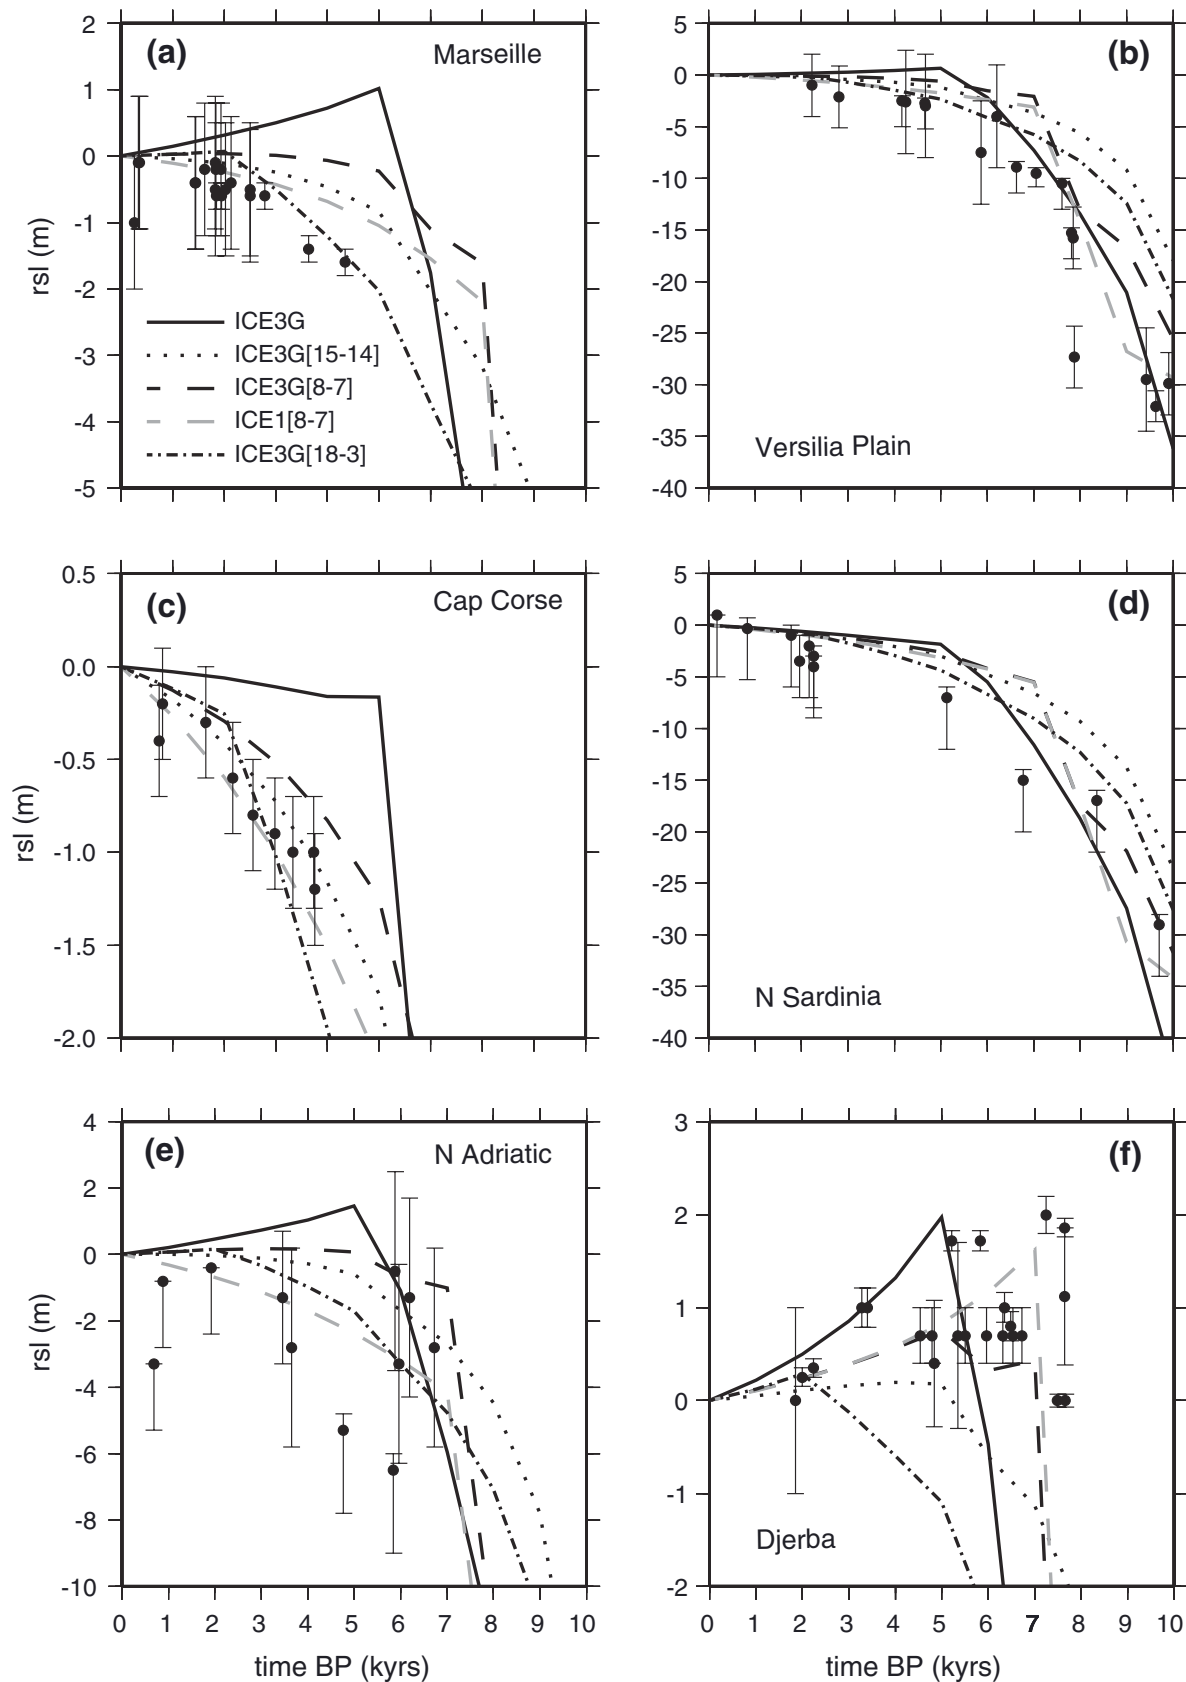 (a) Marseille
2
1
0
-1
-2
-3
-4
-5
rsl (m)
ICE3G
ICE3G[15-14]
ICE3G[8-7]
ICE1[8-7]
ICE3G[18-3]
(b)
5
0
-5
-10
-15
-20
-25
-30
-35
-40
Versilia Plain
(c) Cap Corse
0.5
0.0
-0.5
-1.0
-1.5
-2.0
rsl (m)
(d)
5
0
-5
-10
-15
-20
-25
-30
-35
-40
N Sardinia
(e) N Adriatic
4
2
0
-2
-4
-6
-8
-10
rsl (m)
0 1 2 3 4 5 6 7 8 9 10
time BP (kyrs)
(f)
3
2
1
0
-1
-2
Djerba
0 1 2 3 4 5 6 7 8 9 10
time BP (kyrs)